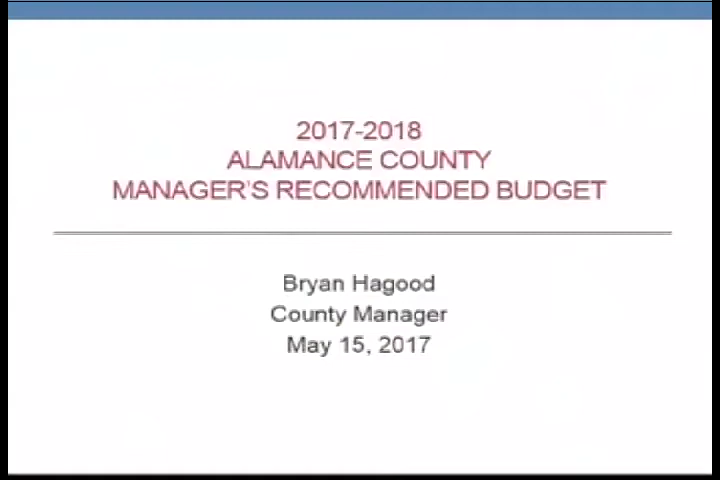 2017-2018
ALAMANCE COUNTY
MANAGER'S RECOMMENDED BUDGET
Bryan Hagood
County Manager
May 15, 2017